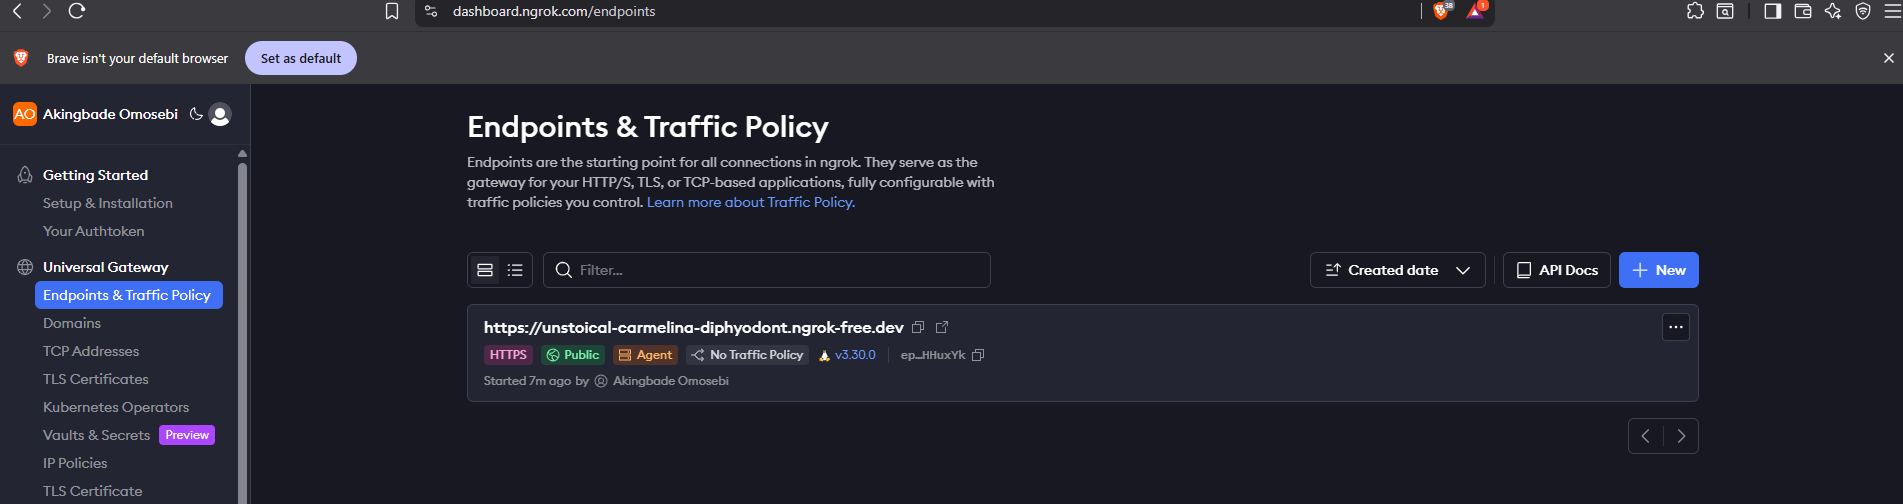 dashboard.ngrok.com/endpoints
38
1
Brave isn't your default browser
Set as default
AO Akingbade Omosebi
Getting Started
Setup & Installation
Your Authtoken
Universal Gateway
Endpoints & Traffic Policy
Domains
TCP Addresses
TLS Certificates
Kubernetes Operators
Vaults & Secrets Preview
IP Policies
TLS Certificate
Endpoints & Traffic Policy
Endpoints are the starting point for all connections in ngrok. They serve as the
gateway for your HTTP/S, TLS, or TCP-based applications, fully configurable with
traffic policies you control. Learn more about Traffic Policy.
Filter...
Created date
API Docs
New
https://unstoical-carmelina-diphyodont.ngrok-free.dev
HTTPS Public Agent No Traffic Policy v3.30.0 ep...HHuxYk
Started 7m ago by Akingbade Omosebi